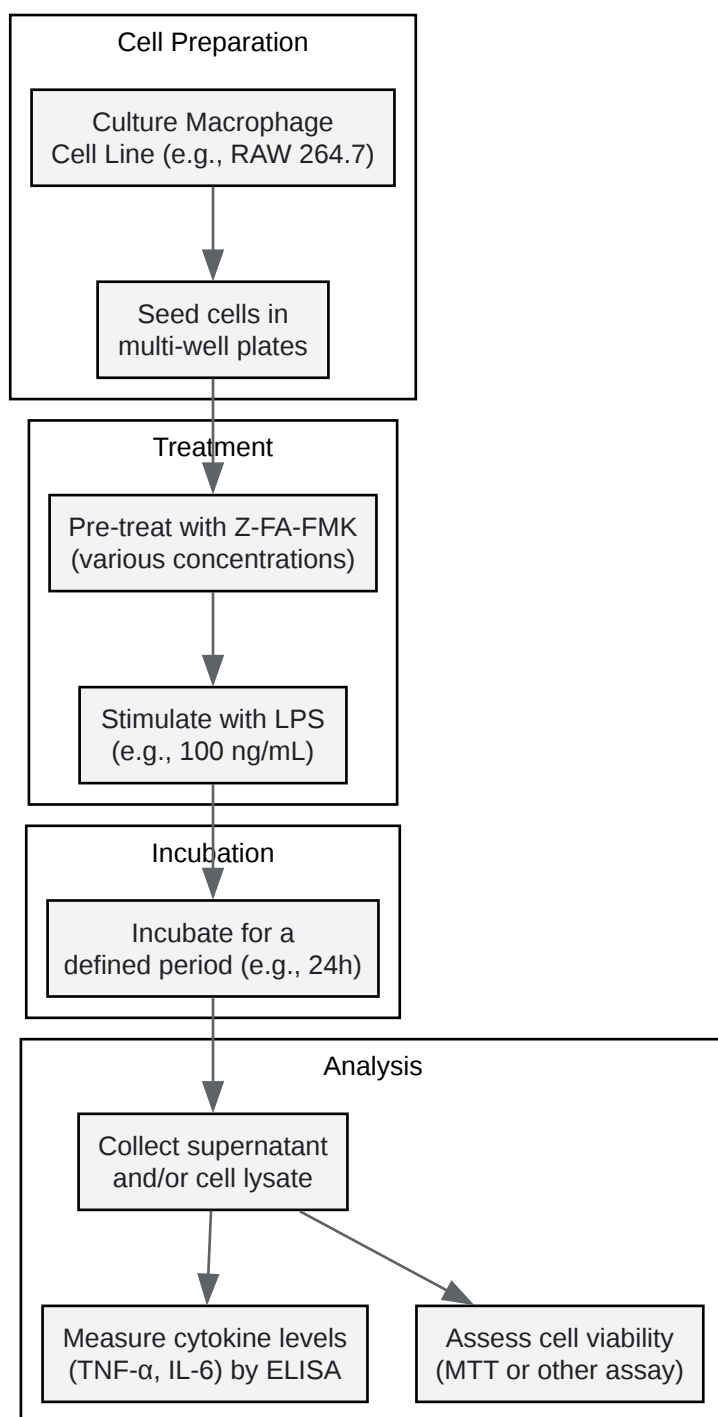 Cell Preparation
Culture Macrophage
Cell Line (e.g., RAW 264.7)
Seed cells in
multi-well plates
Treatment
Pre-treat with Z-FA-FMK
(various concentrations)
Stimulate with LPS
(e.g., 100 ng/mL)
Incubation
Incubate for a
defined period (e.g., 24h)
Analysis
Collect supernatant
and/or cell lysate
Measure cytokine levels
(TNF-α, IL-6) by ELISA
Assess cell viability
(MTT or other assay)